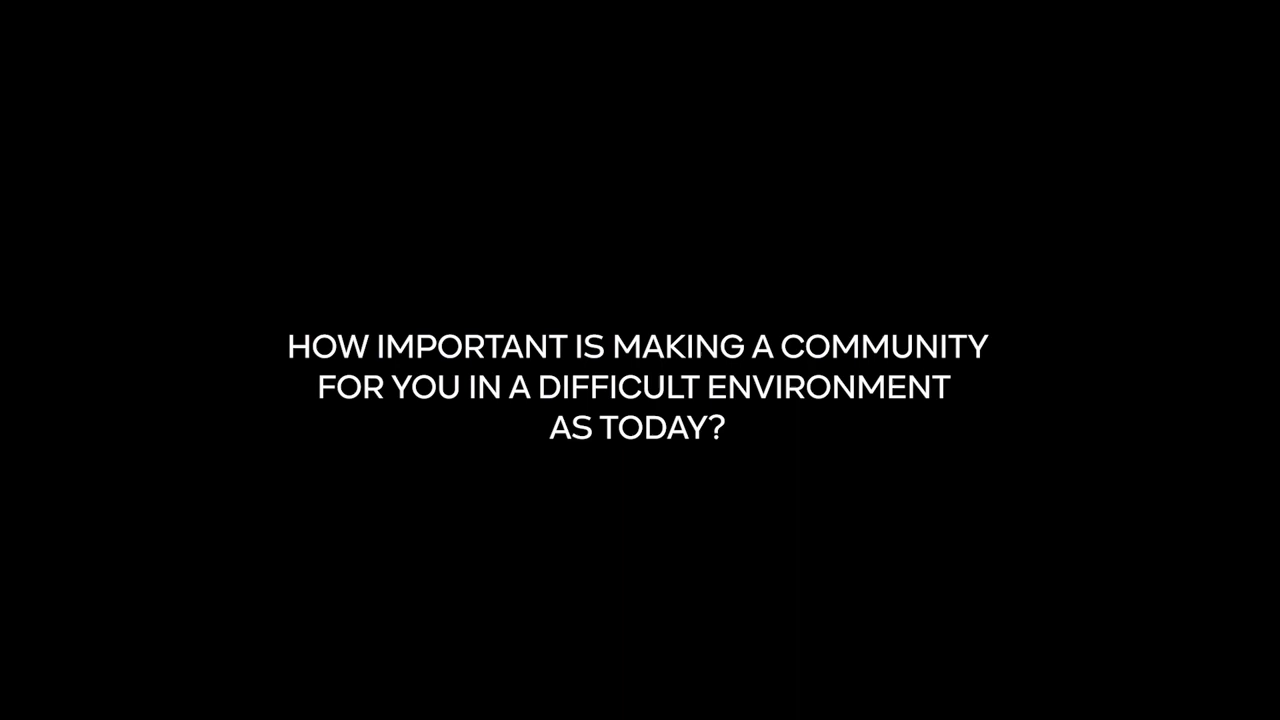 HOW IMPORTANT IS MAKING A COMMUNITY
FOR YOU IN A DIFFICULT ENVIRONMENT
AS TODAY?